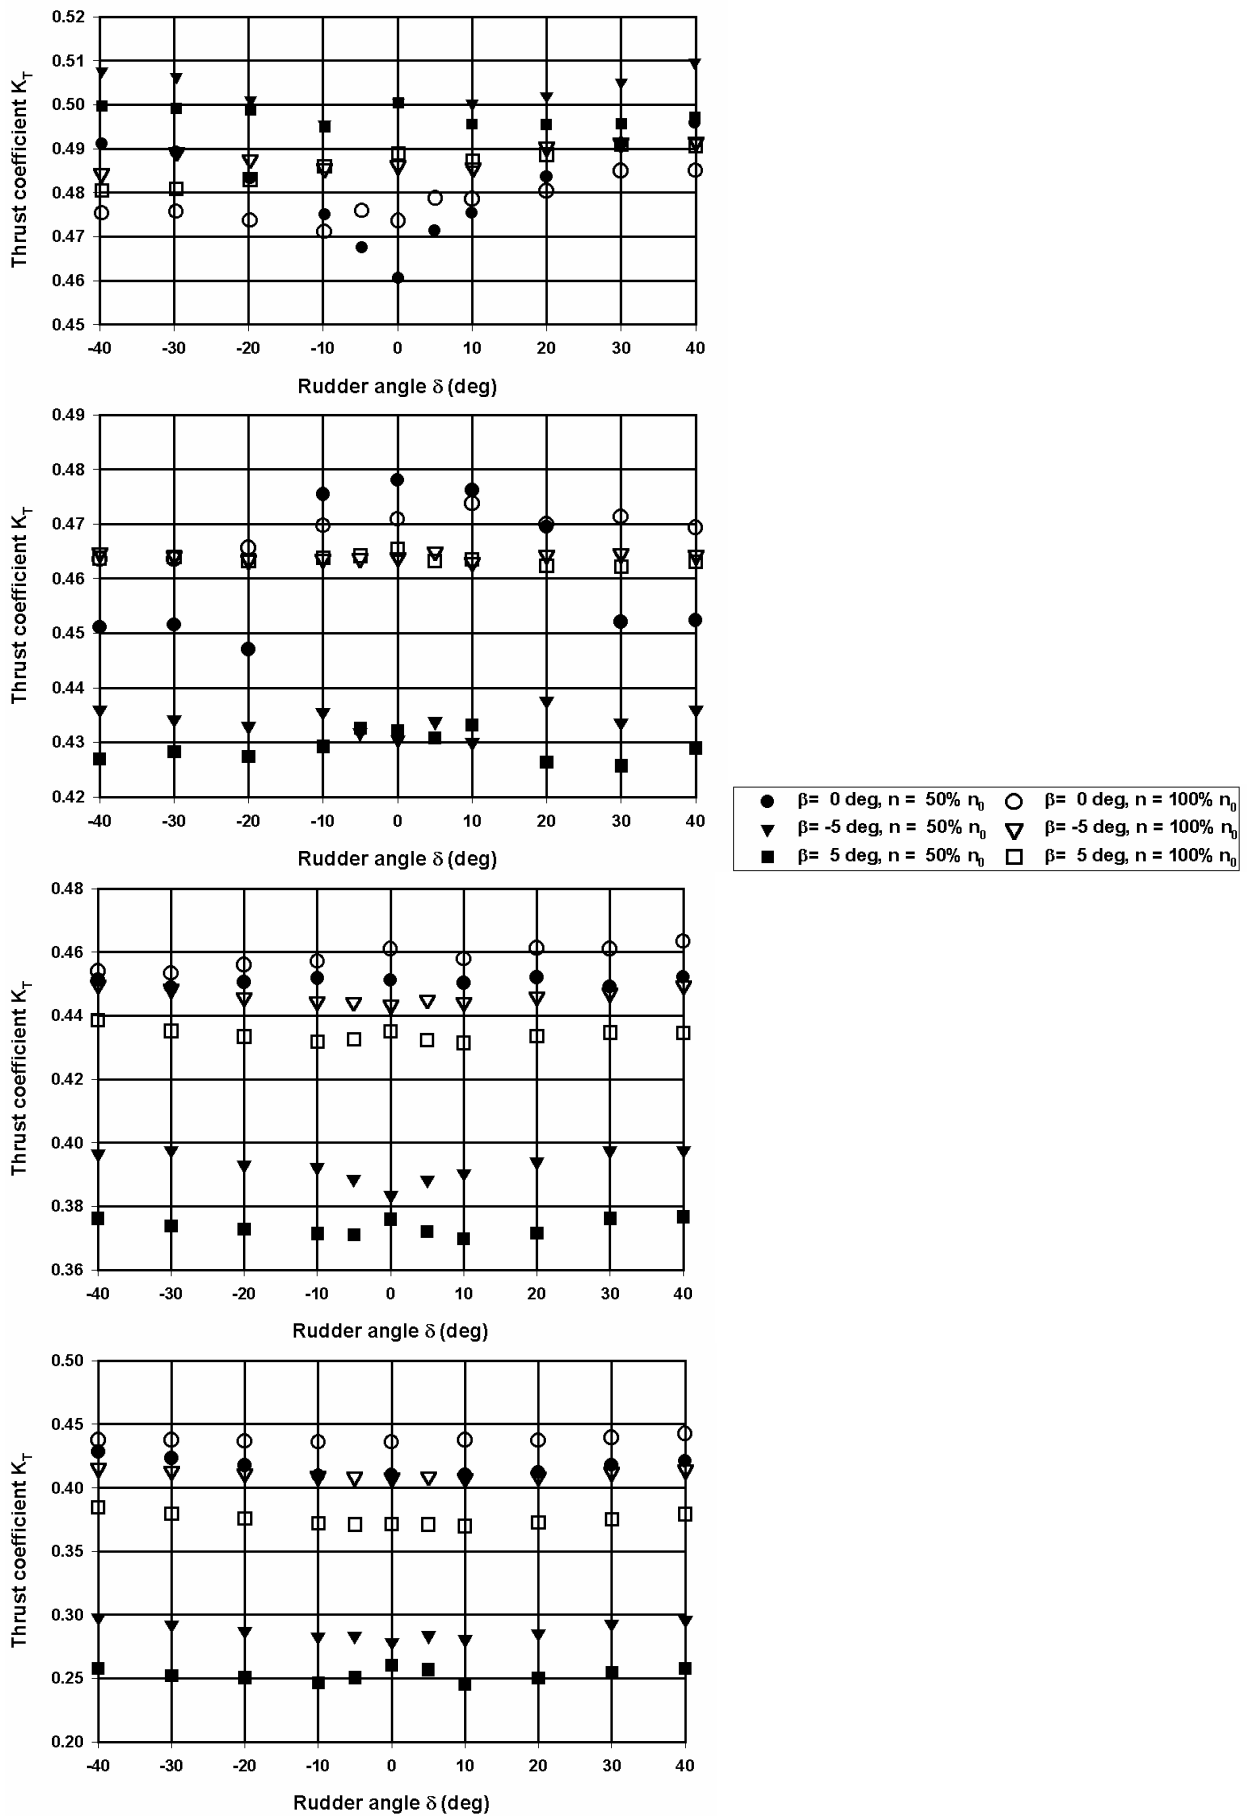 0.52
0.51
0.50
0.49
0.48
0.47
0.46
0.45
Thrust coefficient K_T
-40 -30 -20 -10 0 10 20 30 40
Rudder angle δ (deg)
0.49
0.48
0.47
0.46
0.45
0.44
0.43
0.42
Thrust coefficient K_T
-40 -30 -20 -10 0 10 20 30 40
Rudder angle δ (deg)
β= 0 deg, n = 50% n₀ β= 0 deg, n = 100% n₀
β= -5 deg, n = 50% n₀ β= -5 deg, n = 100% n₀
β= 5 deg, n = 50% n₀ β= 5 deg, n = 100% n₀
0.48
0.46
0.44
0.42
0.40
0.38
0.36
Thrust coefficient K_T
-40 -30 -20 -10 0 10 20 30 40
Rudder angle δ (deg)
0.50
0.45
0.40
0.35
0.30
0.25
0.20
Thrust coefficient K_T
-40 -30 -20 -10 0 10 20 30 40
Rudder angle δ (deg)